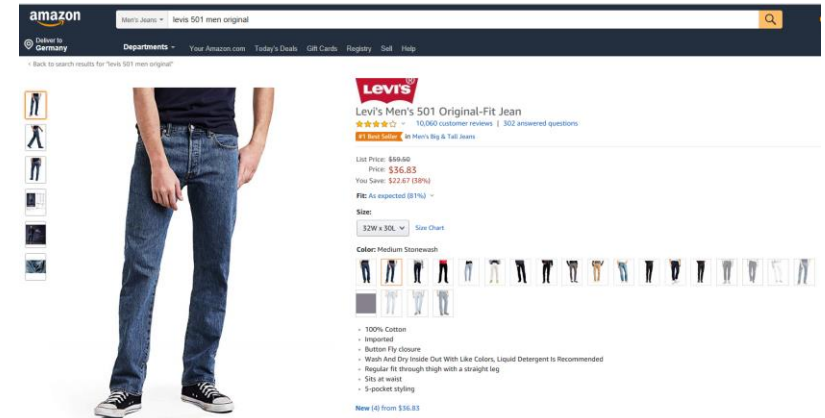 amazon
Men's Jeans
levis 501 men original
Deliver to
Germany
Departments
Your Amazon.com Today's Deals Gift Cards Registry Sell Help
‹ Back to search results for "levis 501 men original"
LEVI'S®
Levi's Men's 501 Original-Fit Jean
10,060 customer reviews | 302 answered questions
#1 Best Seller in Men's Big & Tall Jeans
List Price: $59.50
Price: $36.83
You Save: $22.67 (38%)
Fit: As expected (81%)
Size:
32W x 30L Size Chart
Color: Medium Stonewash
• 100% Cotton
• Imported
• Button Fly closure
• Wash And Dry Inside Out With Like Colors, Liquid Detergent Is Recommended
• Regular fit through thigh with a straight leg
• Sits at waist
• 5-pocket styling
New (4) from $36.83